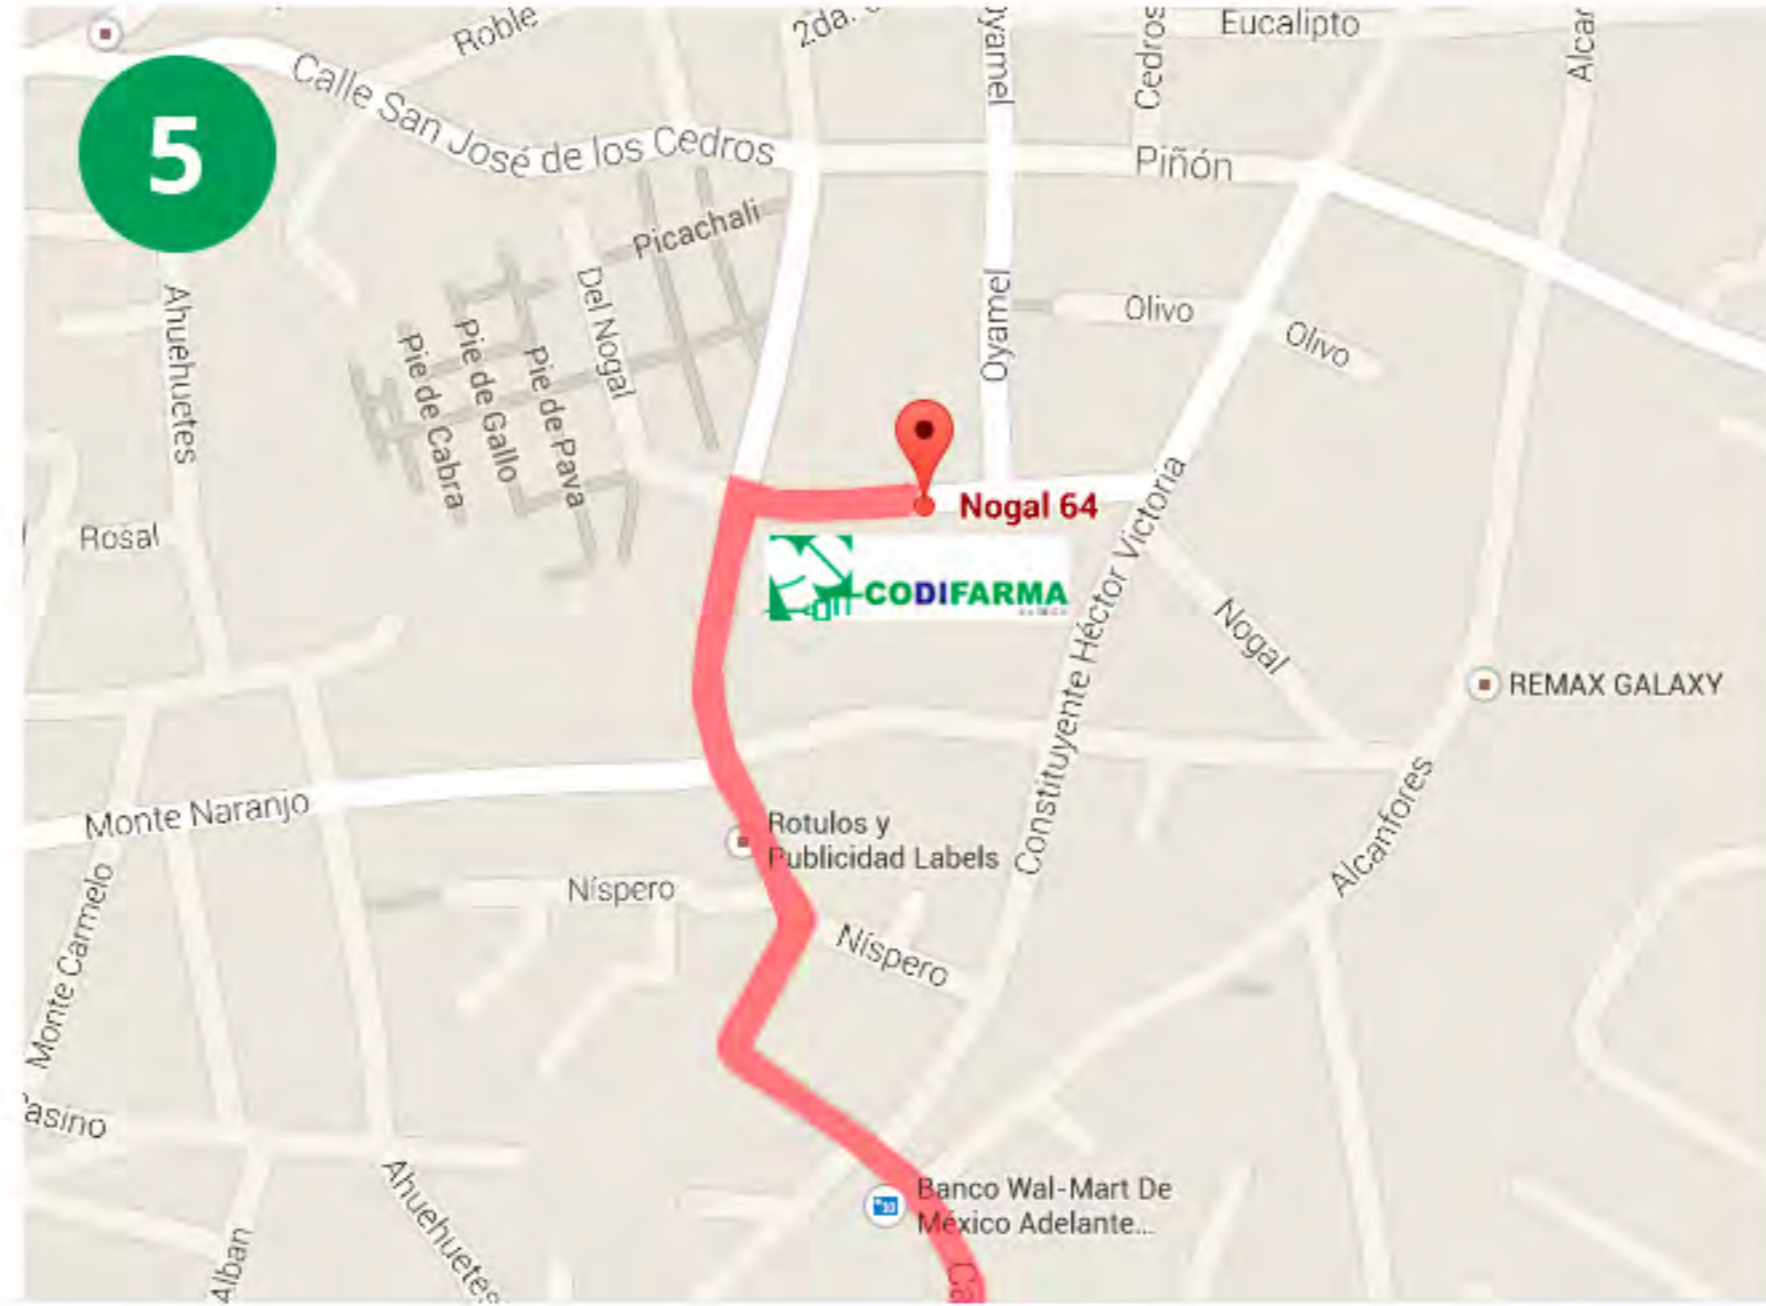 Roble
2da.
Eucalipto
5
Calle San José de los Cedros
Oyamel
Cedros
Alcan
Piñón
Picachali
Ahuehuetes
Del Nogal
Oyamel
Olivo
Olivo
Pie de Cabra
Pie de Gallo
Pie de Pava
Nogal 64
Rosal
CODIFARMA
Constituyente Héctor Victoria
Nogal
REMAX GALAXY
Monte Naranjo
Rotulos y
Publicidad Labels
Alcanfores
Níspero
Níspero
Monte Carmelo
asino
Ahuehuetes
Banco Wal-Mart De
México Adelante...
Alban
Ca